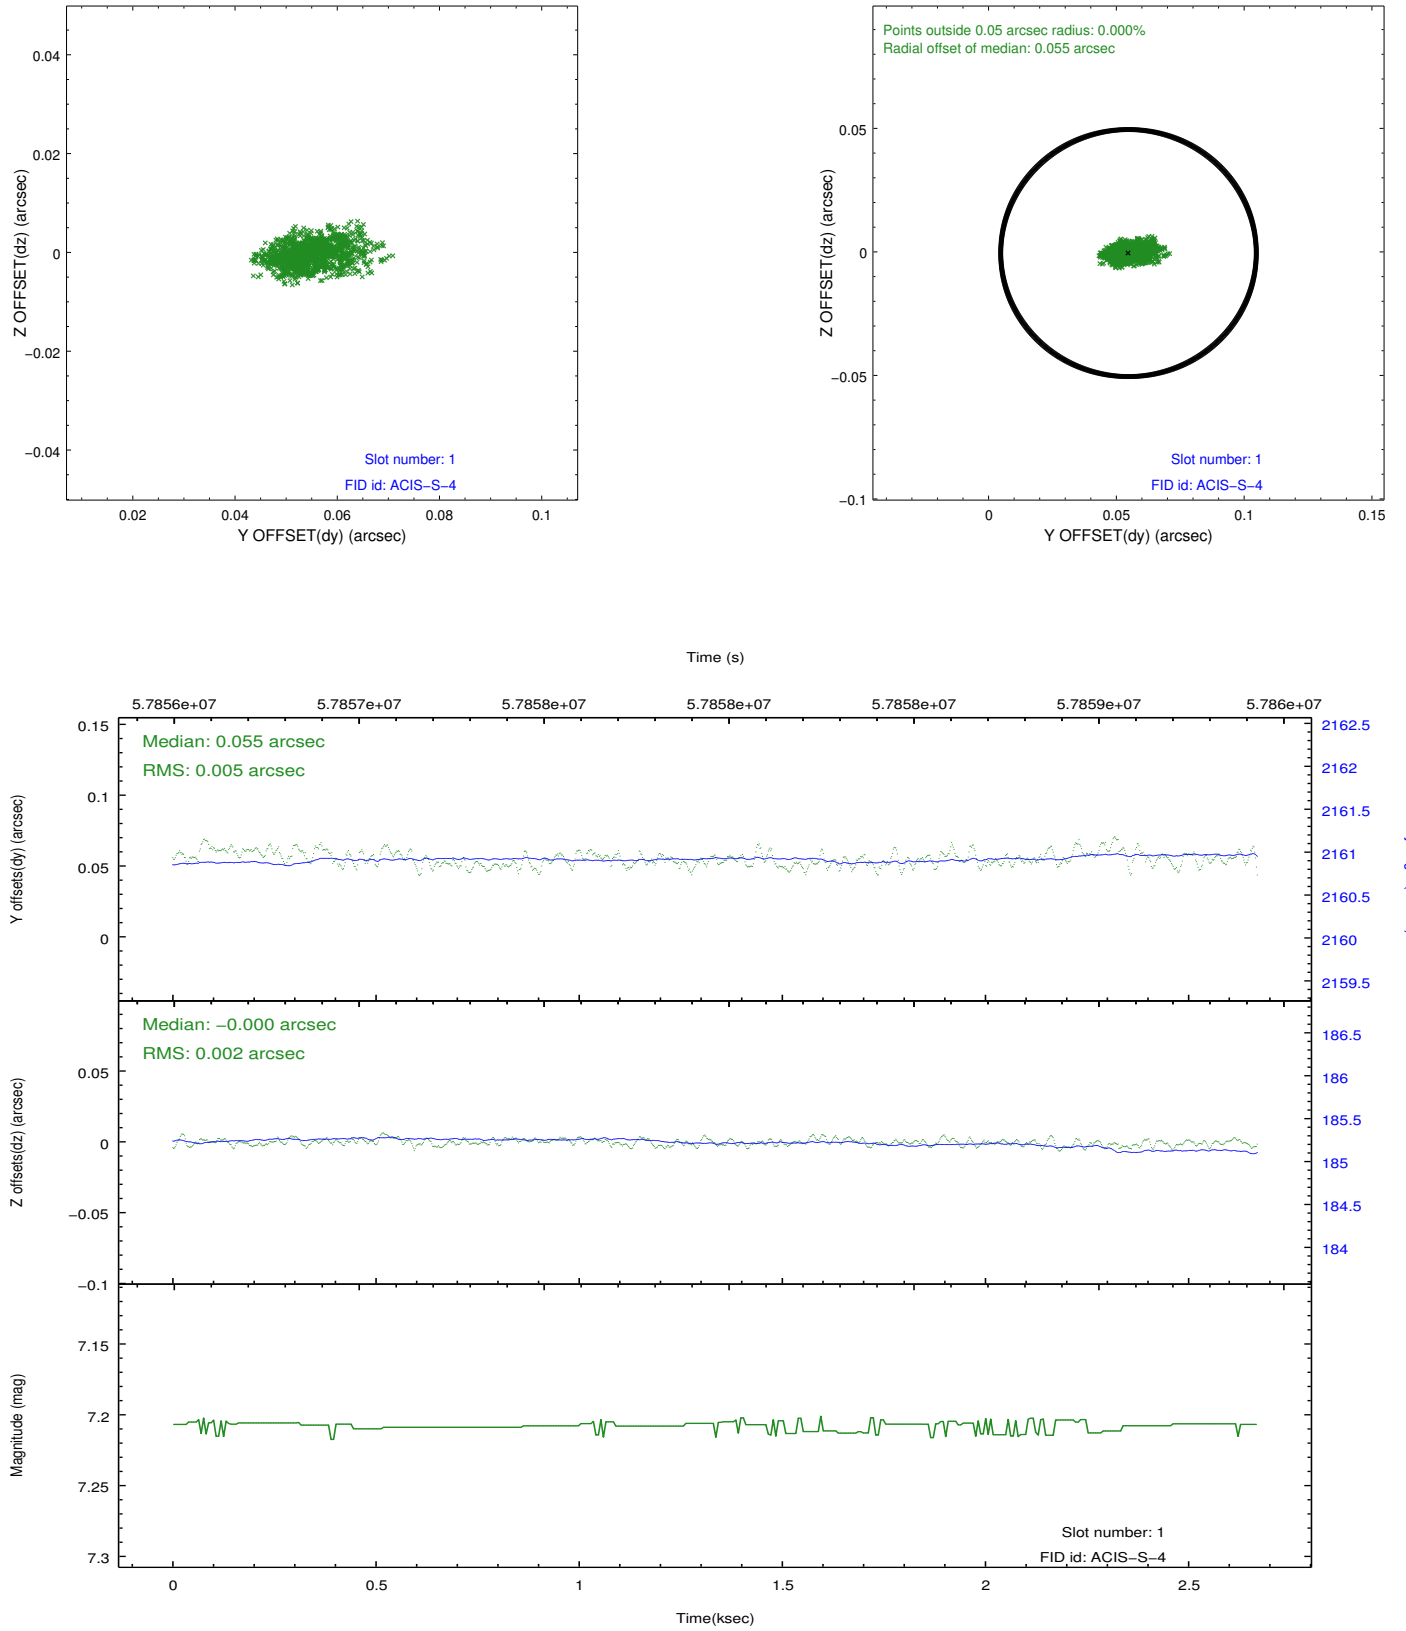 Points outside 0.05 arcsec radius: 0.000%
Radial offset of median: 0.055 arcsec
0.04
0.02
0
−0.02
−0.04
Z OFFSET(dz) (arcsec)
Slot number: 1
FID id: ACIS−S−4
0.02 0.04 0.06 0.08 0.1
Y OFFSET(dy) (arcsec)
0.05
0
−0.05
−0.1
Z OFFSET(dz) (arcsec)
Slot number: 1
FID id: ACIS−S−4
0 0.05 0.1 0.15
Y OFFSET(dy) (arcsec)
Time (s)
5.7856e+07 5.7857e+07 5.7858e+07 5.7858e+07 5.7858e+07 5.7859e+07 5.786e+07
Median: 0.055 arcsec
RMS: 0.005 arcsec
0.15
0.1
0.05
0
Y offsets(dy) (arcsec)
2162.5
2162
2161.5
2161
2160.5
2160
2159.5
Median: −0.000 arcsec
RMS: 0.002 arcsec
0.05
0
−0.05
−0.1
Z offsets(dz) (arcsec)
186.5
186
185.5
185
184.5
184
7.15
7.2
7.25
7.3
Magnitude (mag)
Slot number: 1
FID id: ACIS−S−4
0 0.5 1 1.5 2 2.5
Time(ksec)